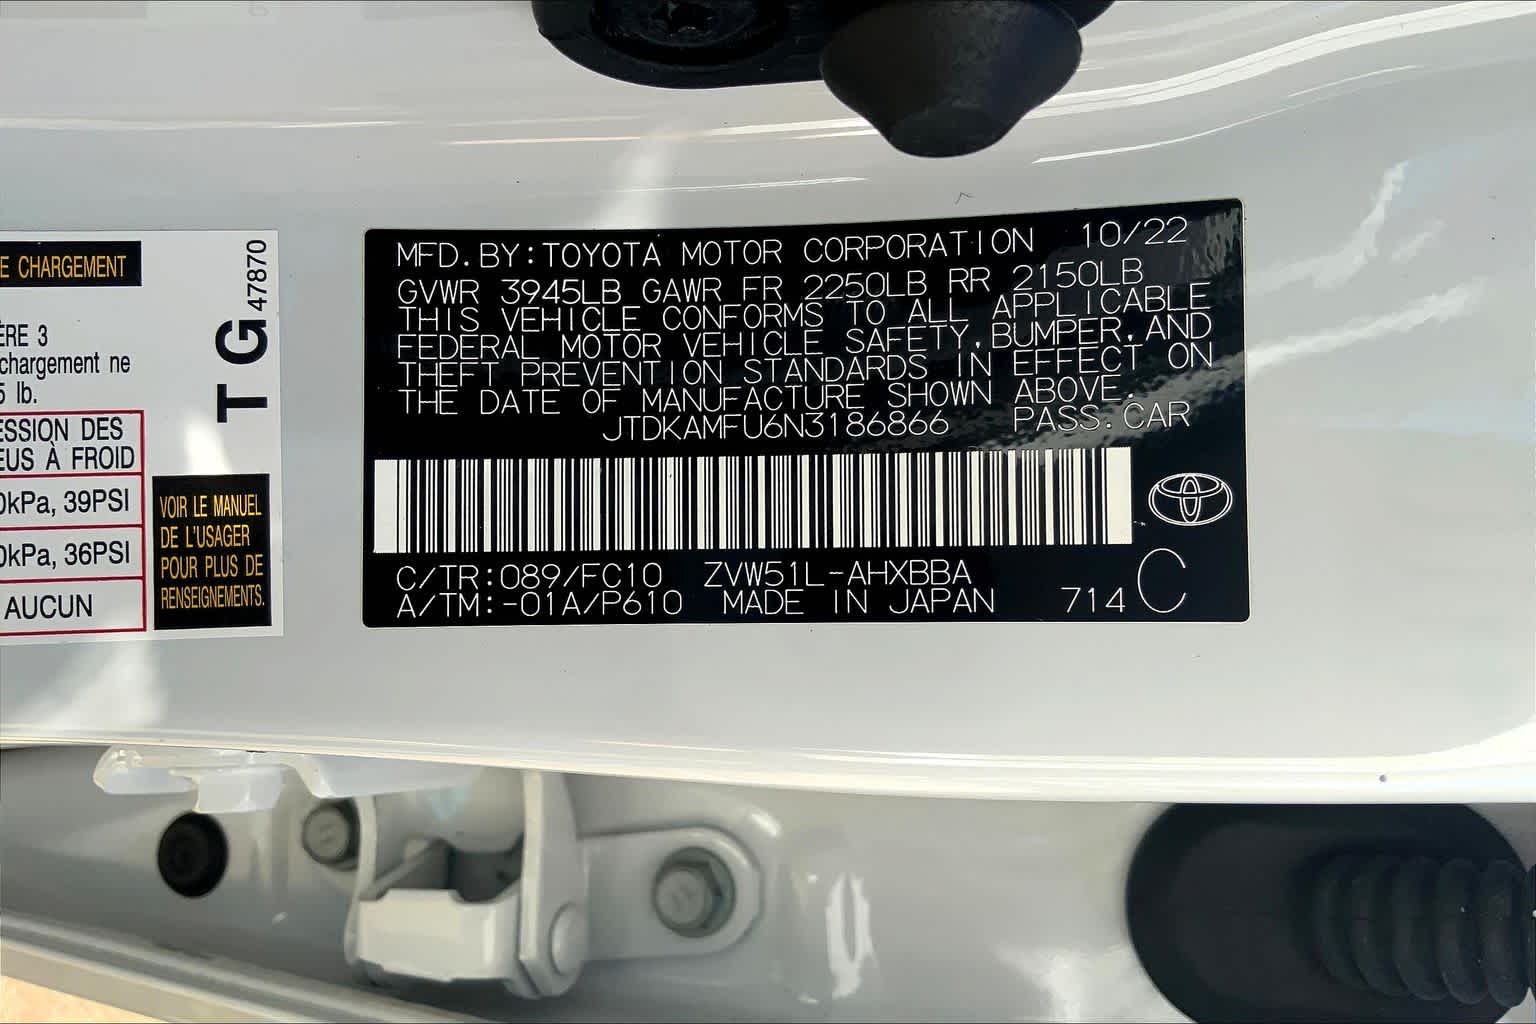 E CHARGEMENT
ÈRE 3
chargement ne
5 lb.
ESSION DES
EUS À FROID
0kPa, 39PSI
0kPa, 36PSI
AUCUN
T G 47870
VOIR LE MANUEL
DE L'USAGER
POUR PLUS DE
RENSEIGNEMENTS.
MFD.BY:TOYOTA MOTOR CORPORATION 10/22
GVWR 3945LB GAWR FR 2250LB RR 2150LB
THIS VEHICLE CONFORMS TO ALL APPLICABLE
FEDERAL MOTOR VEHICLE SAFETY,BUMPER,AND
THEFT PREVENTION STANDARDS IN EFFECT ON
THE DATE OF MANUFACTURE SHOWN ABOVE.
JTDKAMFU6N3186866 PASS.CAR
C/TR:089/FC10 ZVW51L-AHXBBA
A/TM:-01A/P610 MADE IN JAPAN 714 C